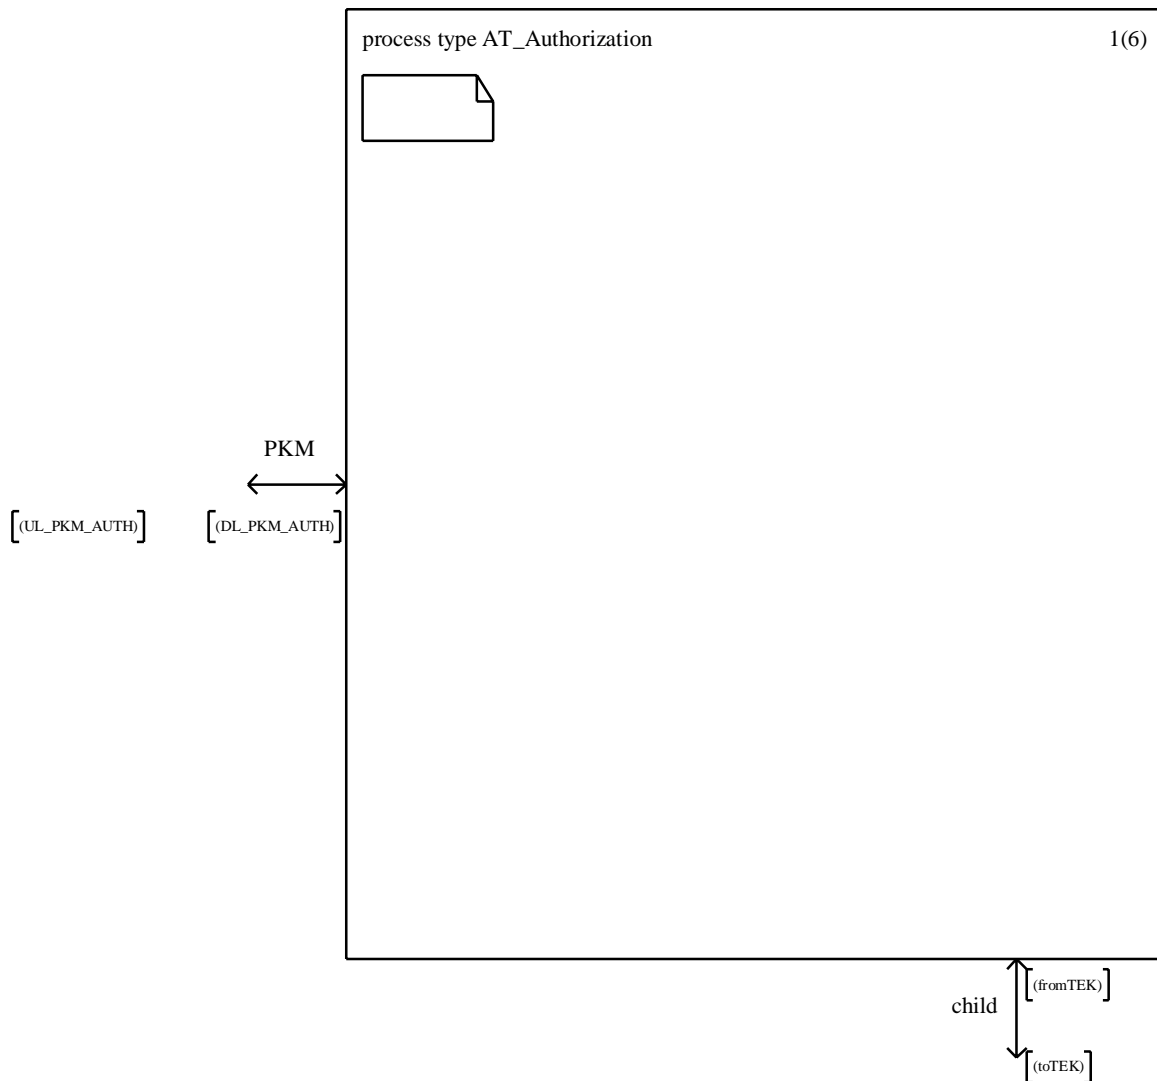 process type AT_Authorization 1(6)
PKM
[(UL_PKM_AUTH)] [(DL_PKM_AUTH)]
[(fromTEK)]
child
[(toTEK)]